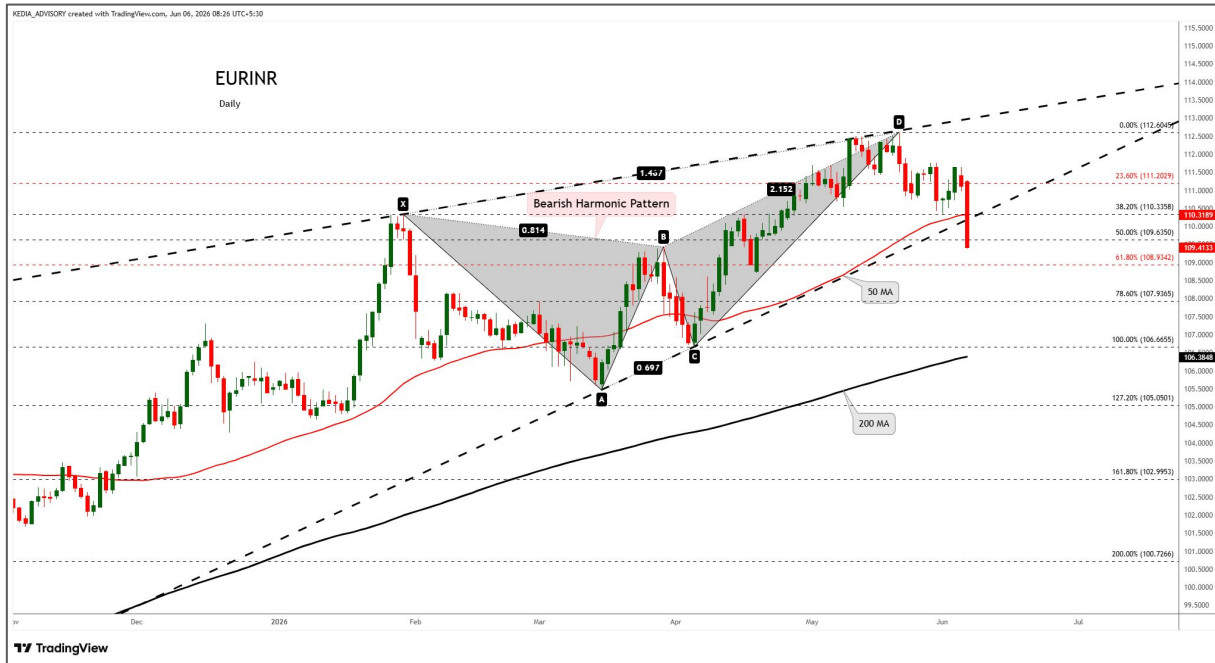 KEDIA_ADVISORY created with TradingView.com, Jun 06, 2026 08:26 UTC+5:30
EURINR
Daily
115.5000
115.0000
114.5000
114.0000
113.5000
113.0000
112.5000
112.0000
111.5000
111.0000
110.5000
110.3189
110.0000
109.4133
109.0000
108.5000
108.0000
107.5000
107.0000
106.3848
106.0000
105.5000
105.0000
104.5000
104.0000
103.5000
103.0000
102.5000
102.0000
101.5000
101.0000
100.5000
100.0000
99.5000
0.00% (112.6045)
23.60% (111.2029)
38.20% (110.3358)
50.00% (109.6350)
61.80% (108.9342)
78.60% (107.9365)
100.00% (106.6655)
127.20% (105.0501)
161.80% (102.9953)
200.00% (100.7266)
D
1.467
2.152
X
Bearish Harmonic Pattern
0.814
B
50 MA
C
0.697
A
200 MA
Dec
2026
Feb
Mar
Apr
May
Jun
Jul
TradingView